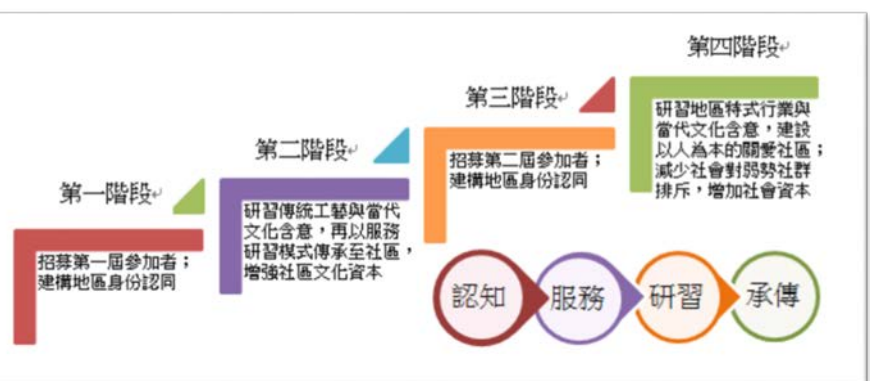 第一階段
招募第一屆參加者；
建構地區身份認同
第二階段
研習傳統工藝與當代
文化含意，再以服務
研習模式傳承至社區，
增強社區文化資本
第三階段
招募第二屆參加者；
建構地區身份認同
第四階段
研習地區特式行業與
當代文化含意，建設
以人為本的關愛社區；
減少社會對弱勢社群
排斥，增加社會資本
認知
服務
研習
承傳